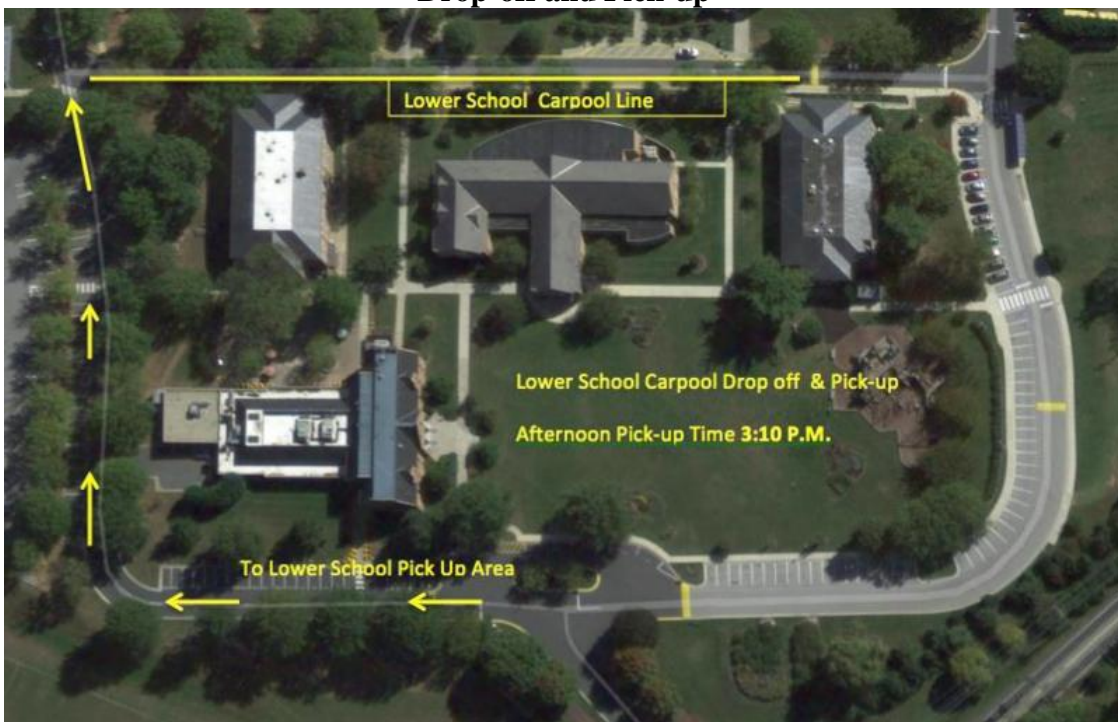 Drop-off and Pick-up
Lower School Carpool Line
Lower School Carpool Drop off & Pick-up
Afternoon Pick-up Time 3:10 P.M.
To Lower School Pick Up Area